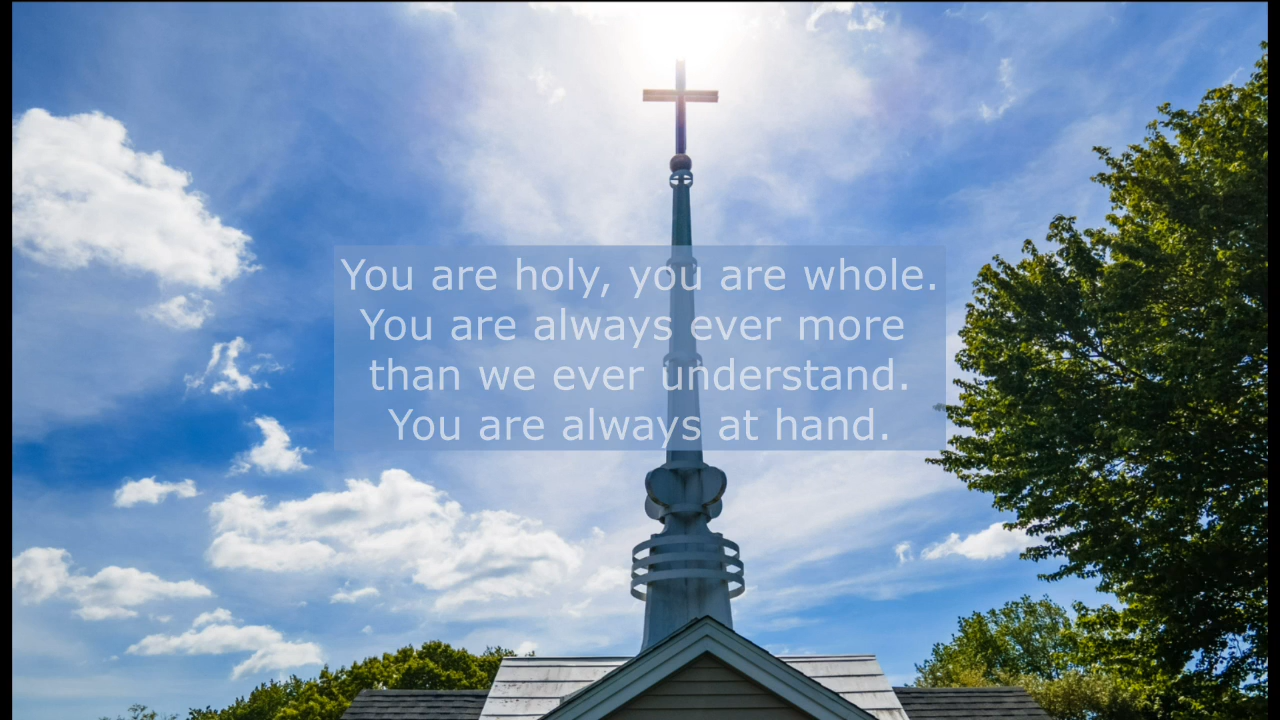 You are holy, you are whole.
You are always ever more
than we ever understand.
You are always at hand.